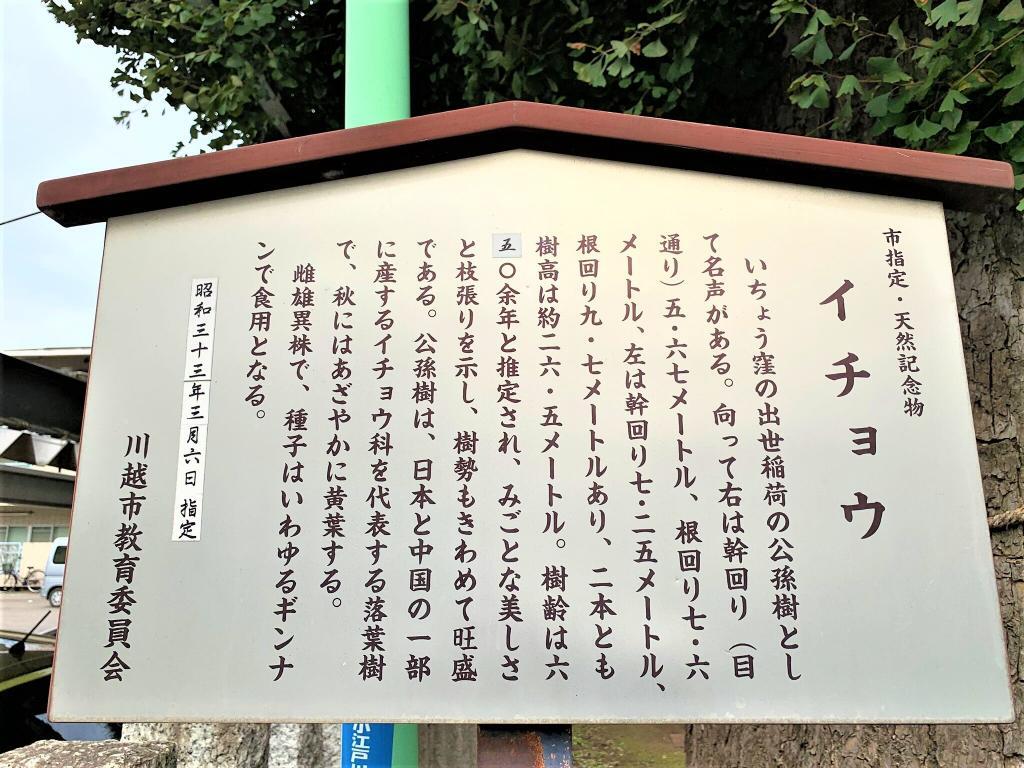 市指定・天然記念物
イチョウ
いちょう窪の出世稲荷の公孫樹とし
て名声がある。向って右は幹回り（目
通り）五・六七メートル、根回り七・六
メートル、左は幹回り七・二五メートル、
根回り九・七メートルあり、二本とも
樹高は約二六・五メートル。樹齢は六
五〇余年と推定され、みごとな美しさ
と枝張りを示し、樹勢もきわめて旺盛
である。公孫樹は、日本と中国の一部
に産するイチョウ科を代表する落葉樹
で、秋にはあざやかに黄葉する。
雌雄異株で、種子はいわゆるギンナ
ンで食用となる。
昭和三十三年三月六日 指定
川越市教育委員会
小江戸川